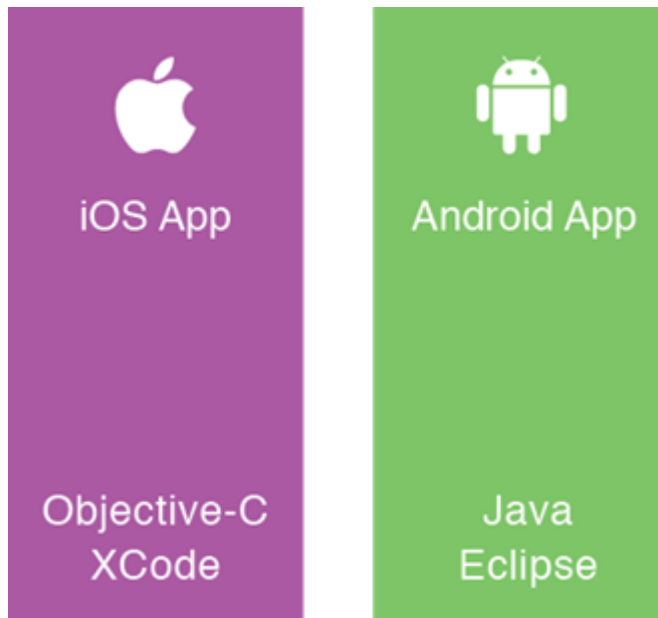 iOS App
Objective-C
XCode
Android App
Java
Eclipse